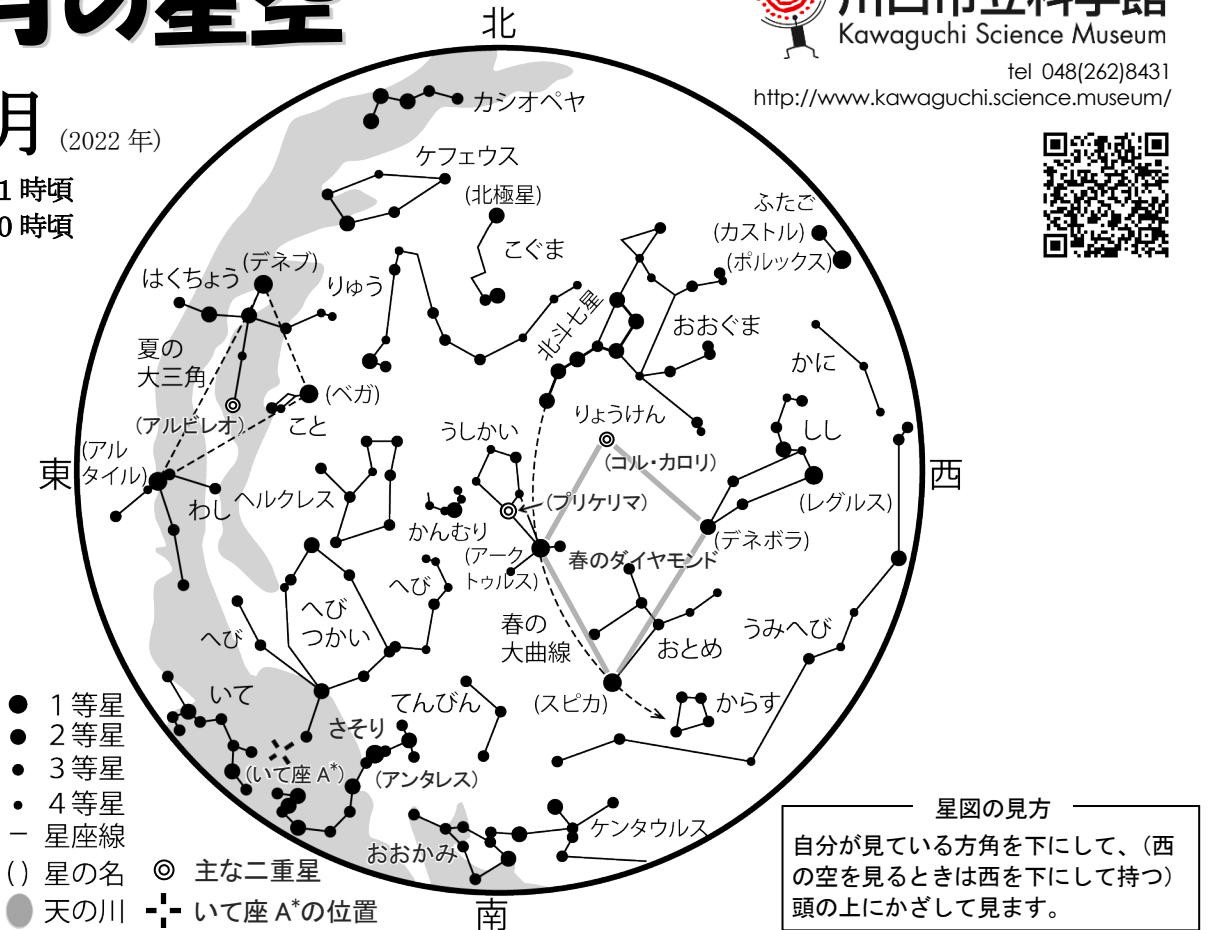 月の星空
川口市立科学館
Kawaguchi Science Museum
tel 048(262)8431
http://www.kawaguchi.science.museum/
月 (2022 年)
1 時頃
0 時頃
北
カシオペヤ
ケフェウス
(北極星)
こぐま
ふたご
(カストル)
(ポルックス)
はくちょう
(デネブ)
りゅう
北斗七星
おおぐま
かに
夏の
大三角
(ベガ)
(アルビレオ)
こと
りょうけん
うしかい
しし
(コル・カロリ)
(アル
タイル)
東
西
ヘルクレス
わし
(プリケリマ)
(レグルス)
かんむり
(デネボラ)
(アーク
トゥルス)
春のダイヤモンド
へび
へび
つかい
へび
春の
大曲線
おとめ
うみへび
いて
てんびん
(スピカ)
からす
さそり
(いて座 A*)
(アンタレス)
おおかみ
ケンタウルス
南
1 等星
2 等星
3 等星
4 等星
星座線
( ) 星の名
主な二重星
天の川
いて座 A*の位置
星図の見方
自分が見ている方角を下にして、（西
の空を見るときは西を下にして持つ）
頭の上にかざして見ます。